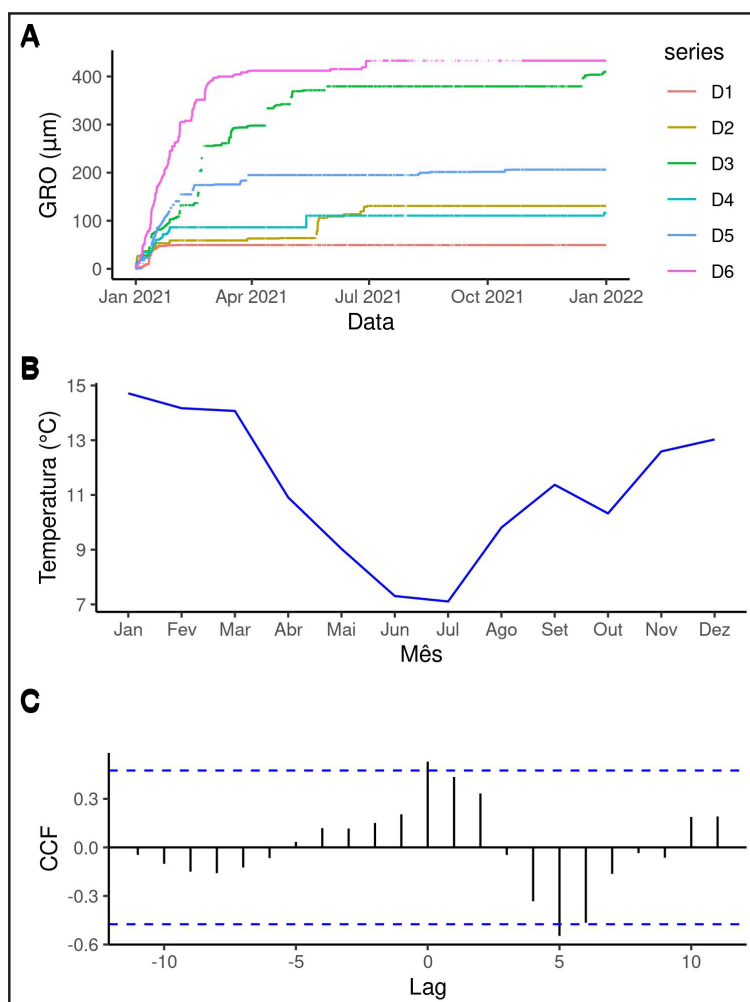 A
GRO (µm)
400
300
200
100
0
Jan 2021 Apr 2021 Jul 2021 Oct 2021 Jan 2022
Data
series
D1
D2
D3
D4
D5
D6
B
Temperatura (°C)
15
13
11
9
7
Jan Fev Mar Abr Mai Jun Jul Ago Set Out Nov Dez
Mês
C
CCF
0.3
0.0
-0.3
-0.6
-10 -5 0 5 10
Lag